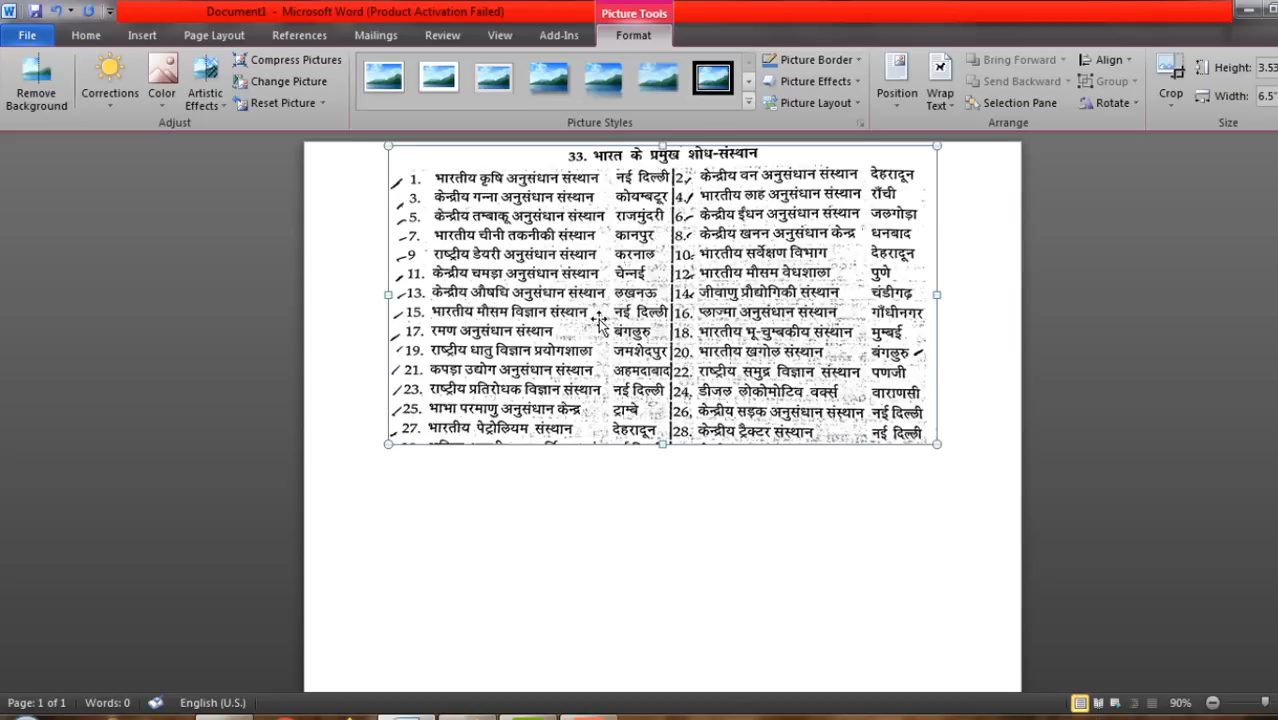 Document1 - Microsoft Word (Product Activation Failed)
Picture Tools
File Home Insert Page Layout References Mailings Review View Add-Ins Format
Remove Background
Corrections
Color
Artistic Effects
Compress Pictures
Change Picture
Reset Picture
Picture Border
Picture Effects
Picture Layout
Position
Wrap Text
Bring Forward
Send Backward
Selection Pane
Align
Group
Rotate
Crop
Height: 3.53
Width: 6.5"
Adjust
Picture Styles
Arrange
Size
33. भारत के प्रमुख शोध-संस्थान
1. भारतीय कृषि अनुसंधान संस्थान नई दिल्ली 2. केन्द्रीय वन अनुसंधान संस्थान देहरादून
3. केन्द्रीय गन्ना अनुसंधान संस्थान कोयम्बटूर 4. भारतीय लाह अनुसंधान संस्थान राँची
5. केन्द्रीय तम्बाकू अनुसंधान संस्थान राजमुंदरी 6. केन्द्रीय ईंधन अनुसंधान संस्थान जलगोड़ा
7. भारतीय चीनी तकनीकी संस्थान कानपुर 8. केन्द्रीय खनन अनुसंधान केन्द्र धनबाद
9 राष्ट्रीय डेयरी अनुसंधान संस्थान करनाल 10. भारतीय सर्वेक्षण विभाग देहरादून
11. केन्द्रीय चमड़ा अनुसंधान संस्थान चेन्नई 12. भारतीय मौसम वेधशाला पुणे
13. केन्द्रीय औषधि अनुसंधान संस्थान लखनऊ 14. जीवाणु प्रौद्योगिकी संस्थान चंडीगढ़
15. भारतीय मौसम विज्ञान संस्थान नई दिल्ली 16. प्लाज्मा अनुसंधान संस्थान गाँधीनगर
17. रमण अनुसंधान संस्थान बंगलुरु 18. भारतीय भू-चुम्बकीय संस्थान मुम्बई
19. राष्ट्रीय धातु विज्ञान प्रयोगशाला जमशेदपुर 20. भारतीय खगोल संस्थान बंगलुरु
21. कपड़ा उद्योग अनुसंधान संस्थान अहमदाबाद 22. राष्ट्रीय समुद्र विज्ञान संस्थान पणजी
23. राष्ट्रीय प्रतिरोधक विज्ञान संस्थान नई दिल्ली 24. डीजल लोकोमोटिव वर्क्स वाराणसी
25. भाभा परमाणु अनुसंधान केन्द्र ट्राम्बे 26. केन्द्रीय सड़क अनुसंधान संस्थान नई दिल्ली
27. भारतीय पेट्रोलियम संस्थान देहरादून 28. केन्द्रीय ट्रैक्टर संस्थान नई दिल्ली
Page: 1 of 1 Words: 0 English (U.S.) 90%